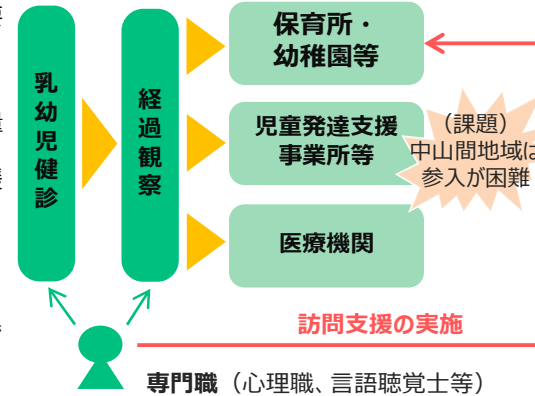 乳幼児健診
経過観察
保育所・
幼稚園等
児童発達支援
事業所等
（課題）
中山間地域は
参入が困難
医療機関
訪問支援の実施
専門職（心理職、言語聴覚士等）